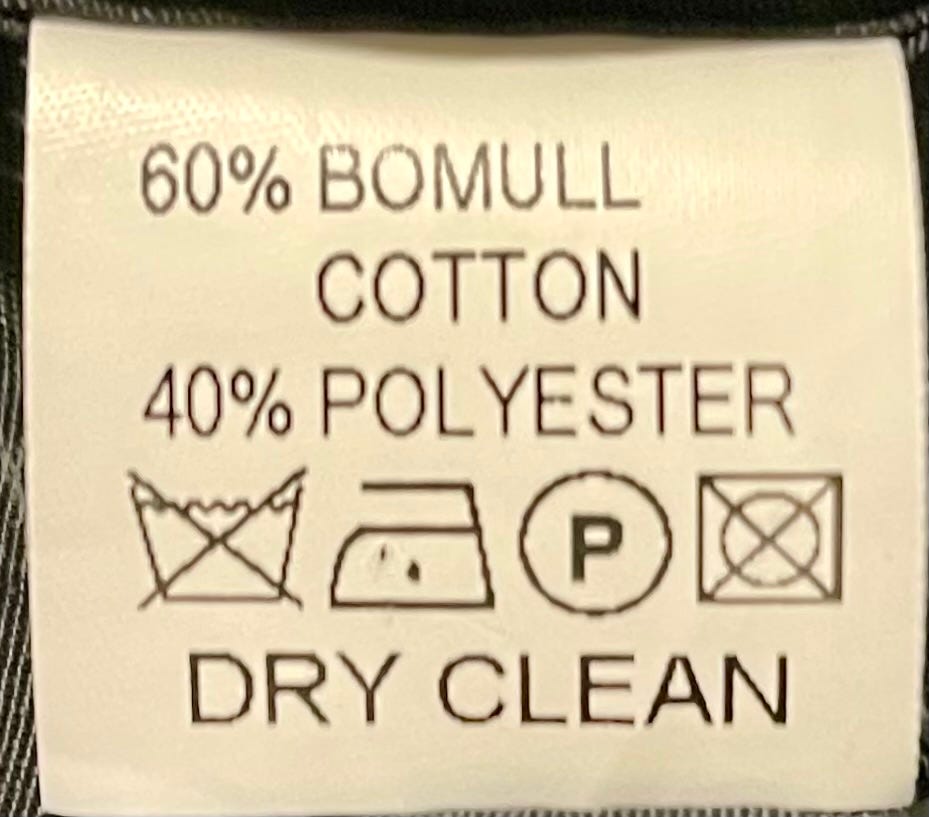 60% BOMULL
COTTON
40% POLYESTER
P
DRY CLEAN